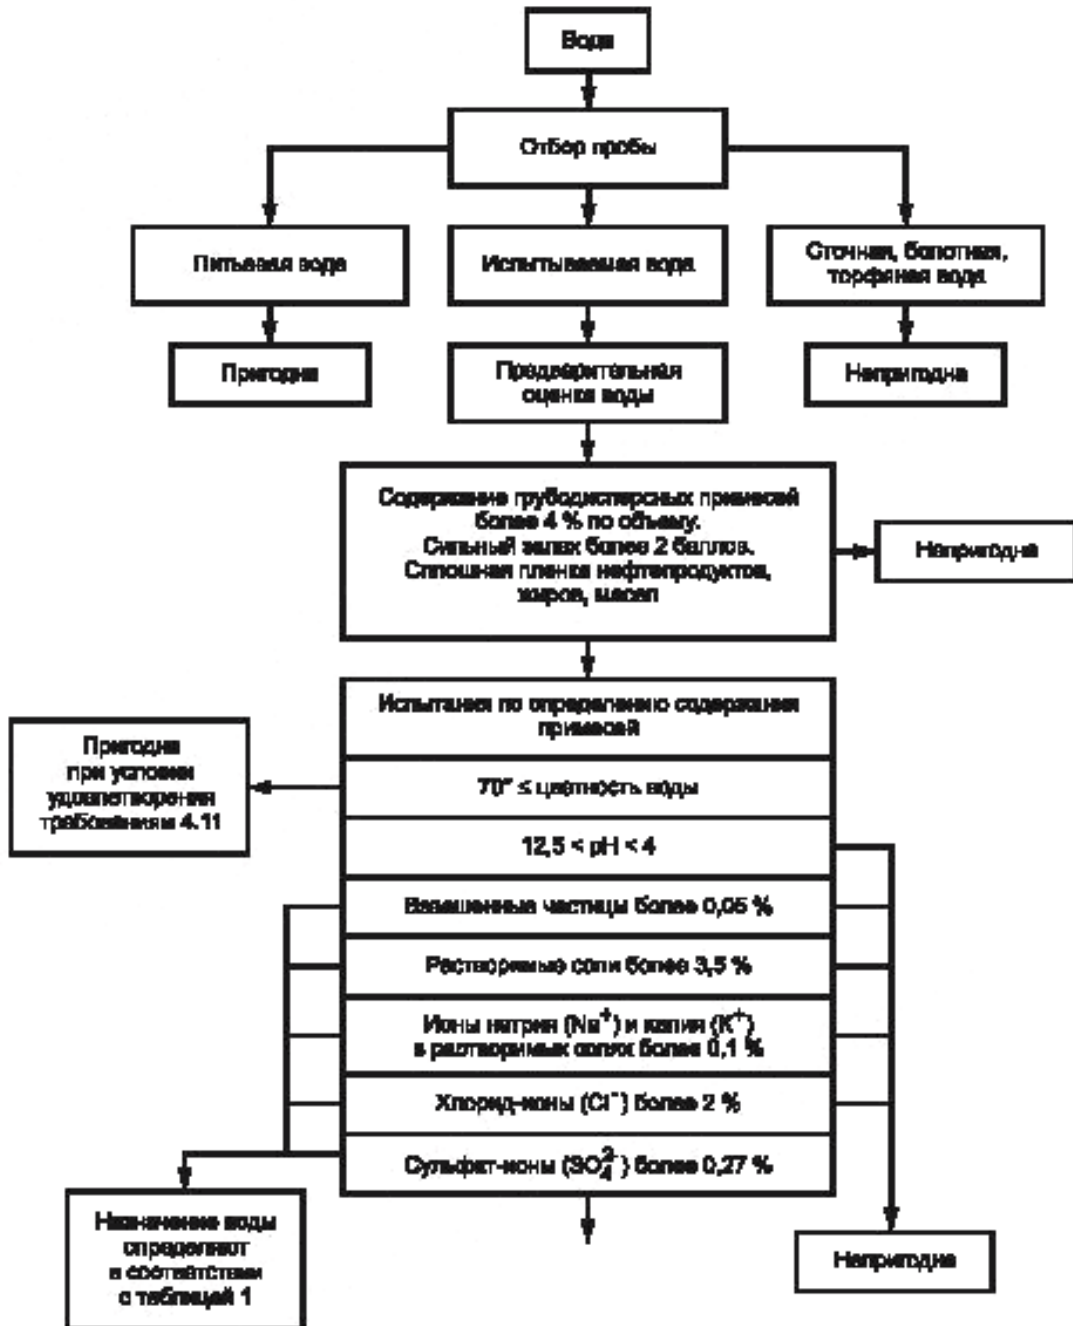 Вода
Отбор пробы
Питьевая вода
Испытываемая вода
Сточная, болотная,
торфяная вода
Пригодна
Предварительная
оценка воды
Непригодна
Содержание грубодисперсных примесей
более 4 % по объему.
Сильный запах более 2 баллов.
Сплошная пленка нефтепродуктов,
жиров, масел
Непригодна
Испытания по определению содержания
примесей
Пригодна
при условии
удовлетворения
требованиям 4.11
70° ≤ цветность воды
12,5 < pH < 4
Взвешенные частицы более 0,05 %
Растворимые соли более 3,5 %
Ионы натрия (Na⁺) и калия (K⁺)
в растворимых солях более 0,1 %
Хлорид-ионы (Cl⁻) более 2 %
Сульфат-ионы (SO₄²⁻) более 0,27 %
Назначение воды
определяют
в соответствии
с таблицей 1
Непригодна